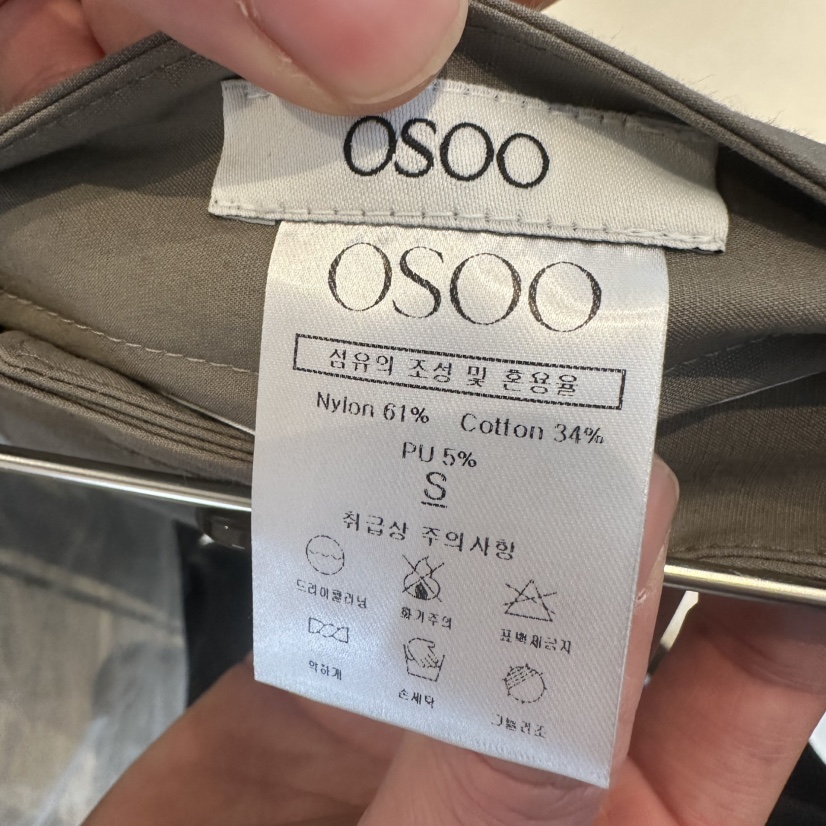 OSOO
OSOO
섬유의 조성 및 혼용율
Nylon 61% Cotton 34%
PU 5%
S
취급상 주의사항
드라이클리닝 화기주의 표백제금지
약하게 손세탁 그늘건조